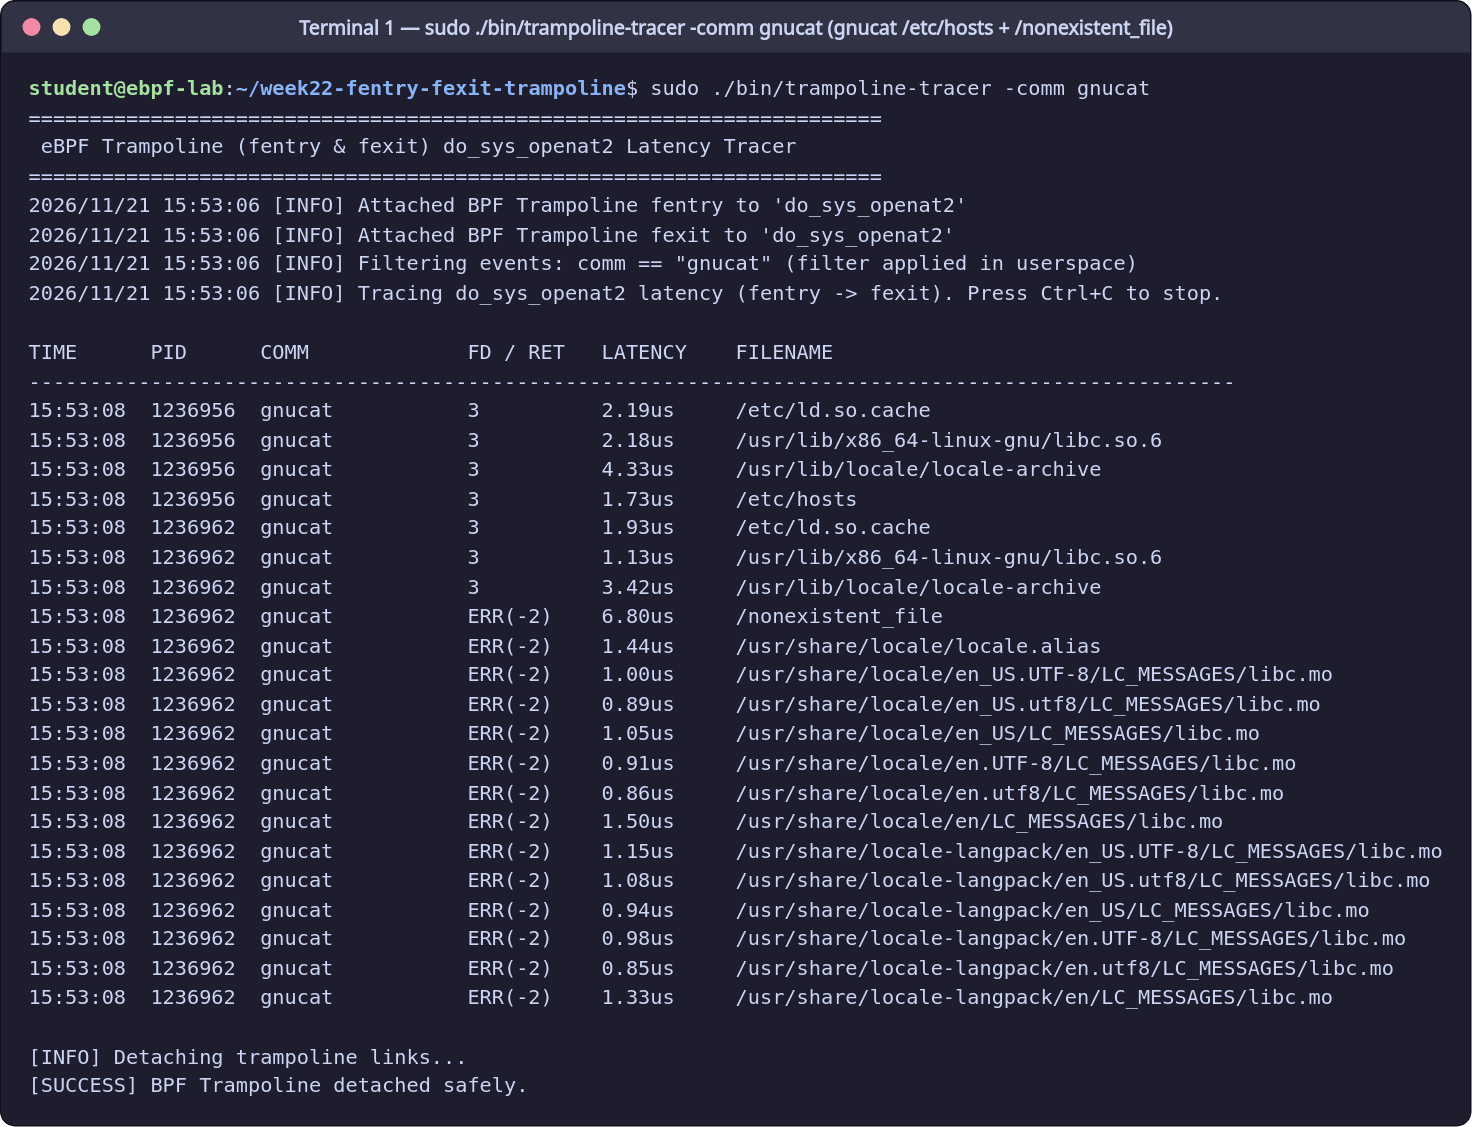 Terminal 1 — sudo ./bin/trampoline-tracer -comm gnucat (gnucat /etc/hosts + /nonexistent_file)
student@ebpf-lab:~/week22-fentry-fexit-trampoline$ sudo ./bin/trampoline-tracer -comm gnucat
======================================================================
 eBPF Trampoline (fentry & fexit) do_sys_openat2 Latency Tracer
======================================================================
2026/11/21 15:53:06 [INFO] Attached BPF Trampoline fentry to 'do_sys_openat2'
2026/11/21 15:53:06 [INFO] Attached BPF Trampoline fexit to 'do_sys_openat2'
2026/11/21 15:53:06 [INFO] Filtering events: comm == "gnucat" (filter applied in userspace)
2026/11/21 15:53:06 [INFO] Tracing do_sys_openat2 latency (fentry -> fexit). Press Ctrl+C to stop.

TIME      PID      COMM             FD / RET   LATENCY    FILENAME
---------------------------------------------------------------------------------------------------
15:53:08  1236956  gnucat           3          2.19us     /etc/ld.so.cache
15:53:08  1236956  gnucat           3          2.18us     /usr/lib/x86_64-linux-gnu/libc.so.6
15:53:08  1236956  gnucat           3          4.33us     /usr/lib/locale/locale-archive
15:53:08  1236956  gnucat           3          1.73us     /etc/hosts
15:53:08  1236962  gnucat           3          1.93us     /etc/ld.so.cache
15:53:08  1236962  gnucat           3          1.13us     /usr/lib/x86_64-linux-gnu/libc.so.6
15:53:08  1236962  gnucat           3          3.42us     /usr/lib/locale/locale-archive
15:53:08  1236962  gnucat           ERR(-2)    6.80us     /nonexistent_file
15:53:08  1236962  gnucat           ERR(-2)    1.44us     /usr/share/locale/locale.alias
15:53:08  1236962  gnucat           ERR(-2)    1.00us     /usr/share/locale/en_US.UTF-8/LC_MESSAGES/libc.mo
15:53:08  1236962  gnucat           ERR(-2)    0.89us     /usr/share/locale/en_US.utf8/LC_MESSAGES/libc.mo
15:53:08  1236962  gnucat           ERR(-2)    1.05us     /usr/share/locale/en_US/LC_MESSAGES/libc.mo
15:53:08  1236962  gnucat           ERR(-2)    0.91us     /usr/share/locale/en.UTF-8/LC_MESSAGES/libc.mo
15:53:08  1236962  gnucat           ERR(-2)    0.86us     /usr/share/locale/en.utf8/LC_MESSAGES/libc.mo
15:53:08  1236962  gnucat           ERR(-2)    1.50us     /usr/share/locale/en/LC_MESSAGES/libc.mo
15:53:08  1236962  gnucat           ERR(-2)    1.15us     /usr/share/locale-langpack/en_US.UTF-8/LC_MESSAGES/libc.mo
15:53:08  1236962  gnucat           ERR(-2)    1.08us     /usr/share/locale-langpack/en_US.utf8/LC_MESSAGES/libc.mo
15:53:08  1236962  gnucat           ERR(-2)    0.94us     /usr/share/locale-langpack/en_US/LC_MESSAGES/libc.mo
15:53:08  1236962  gnucat           ERR(-2)    0.98us     /usr/share/locale-langpack/en.UTF-8/LC_MESSAGES/libc.mo
15:53:08  1236962  gnucat           ERR(-2)    0.85us     /usr/share/locale-langpack/en.utf8/LC_MESSAGES/libc.mo
15:53:08  1236962  gnucat           ERR(-2)    1.33us     /usr/share/locale-langpack/en/LC_MESSAGES/libc.mo

[INFO] Detaching trampoline links...
[SUCCESS] BPF Trampoline detached safely.